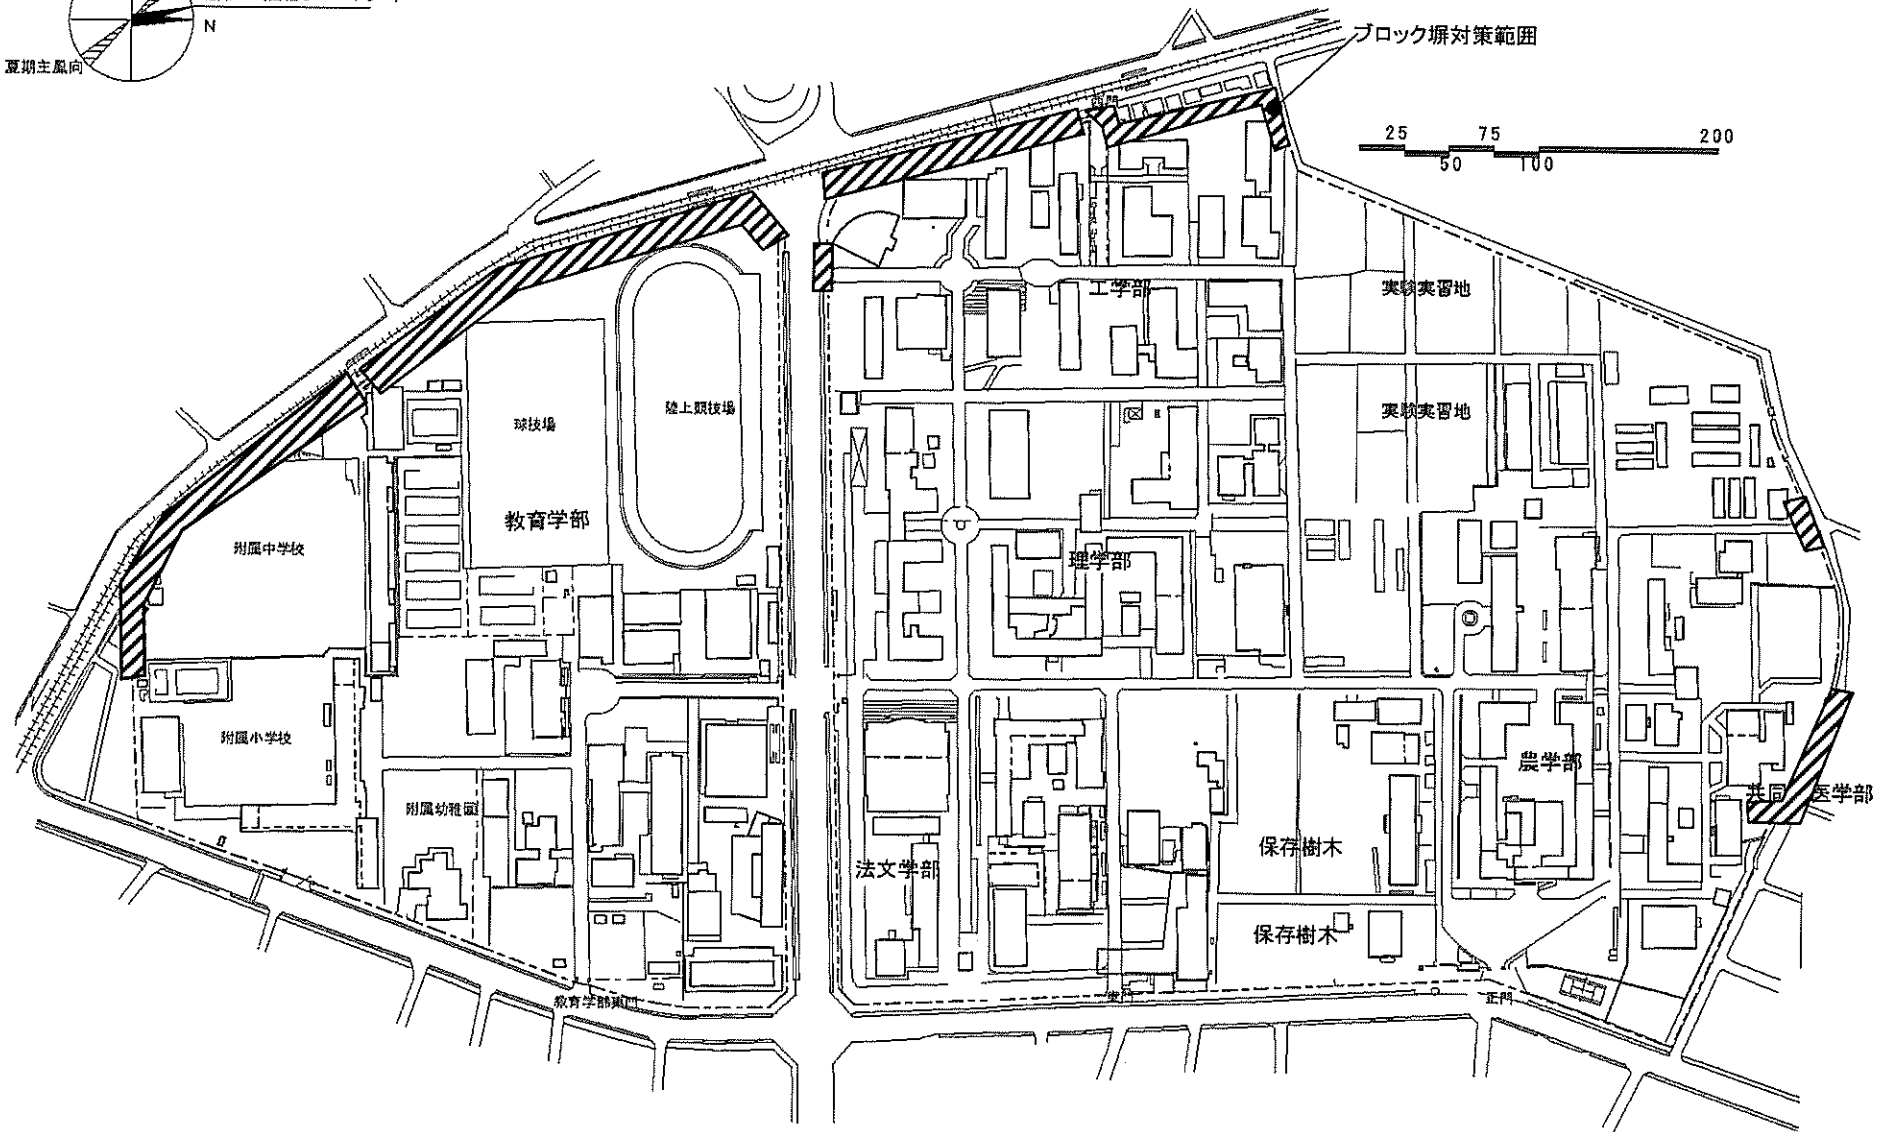 N
夏期主風向
ブロック塀対策範囲
西門
25 75 200
50 100
工学部
実験実習地
実験実習地
陸上競技場
球技場
教育学部
附属中学校
理学部
附属小学校
農学部
附属幼稚園
共同 医学部
法文学部
保存樹木
保存樹木
教育学部東門
東門
正門